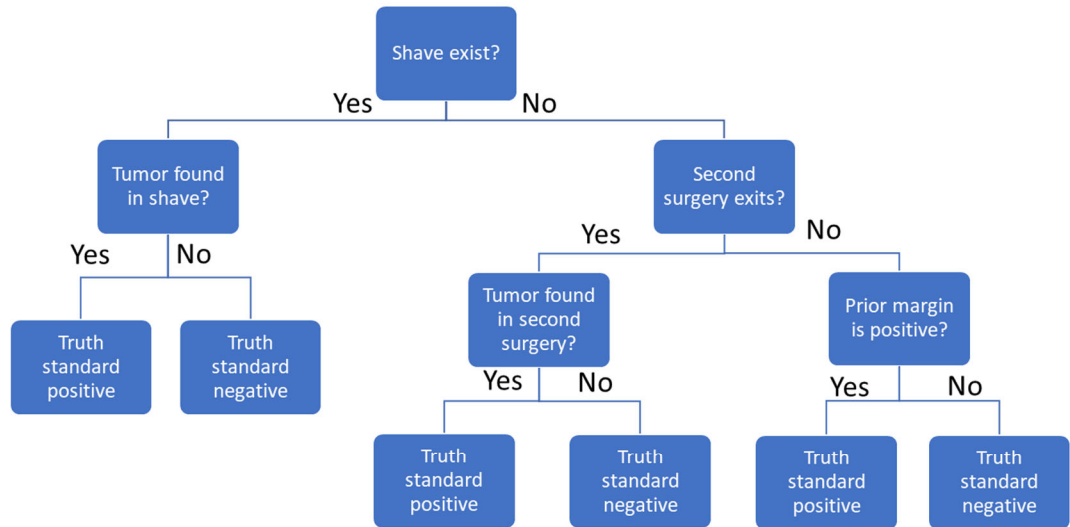 Shave exist?
Yes
No
Tumor found
in shave?
Second
surgery exits?
Yes
No
Yes
No
Tumor found
in second
surgery?
Prior margin
is positive?
Truth
standard
positive
Truth
standard
negative
Yes
No
Yes
No
Truth
standard
positive
Truth
standard
negative
Truth
standard
positive
Truth
standard
negative